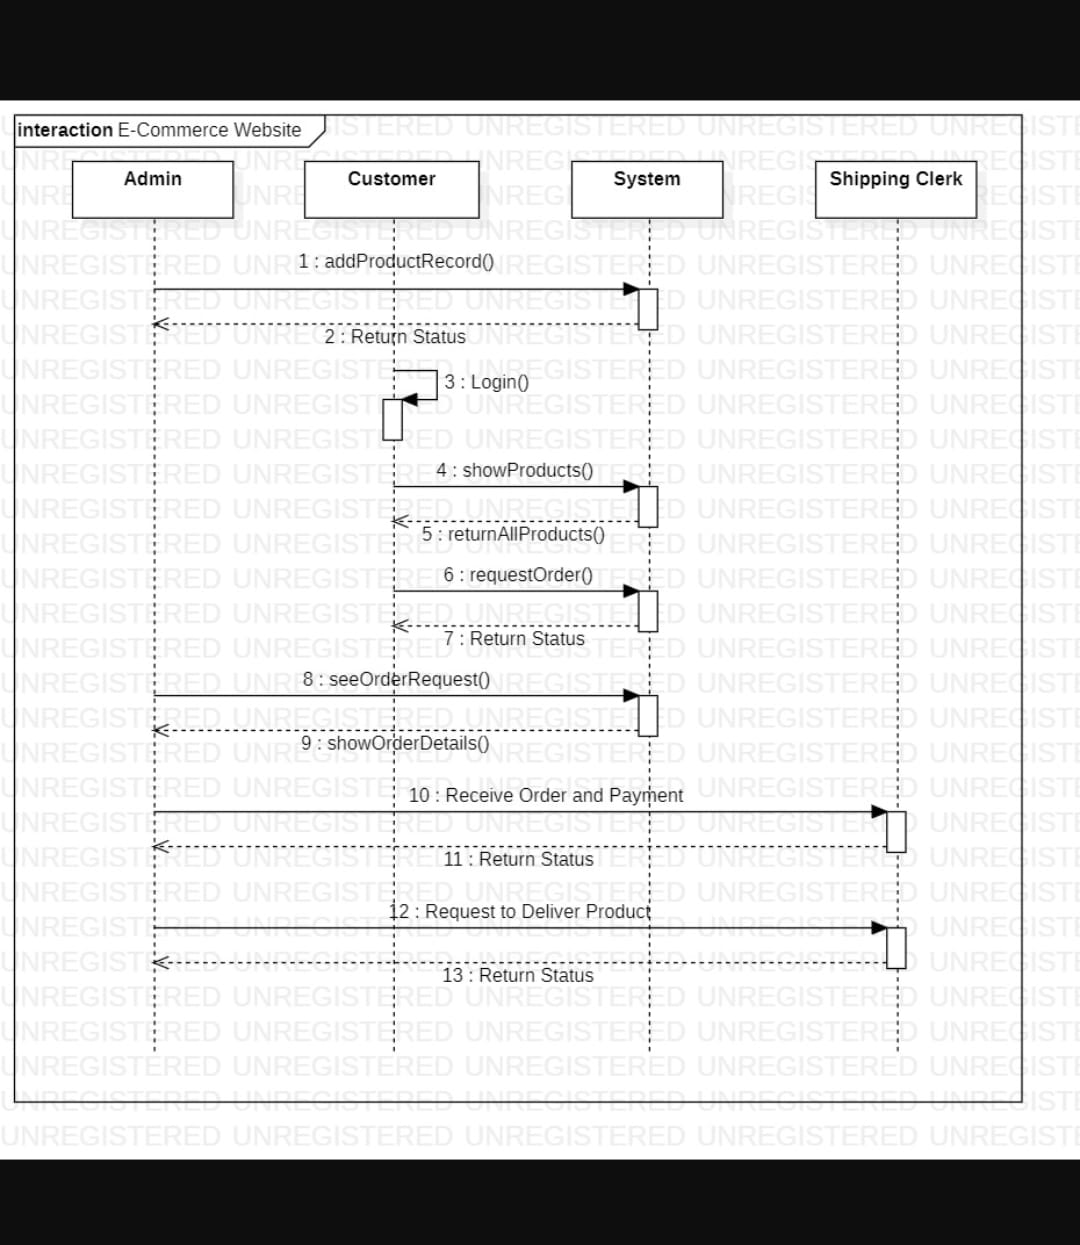 interaction E-Commerce Website
Admin
Customer
System
Shipping Clerk
1 : addProductRecord()
2 : Return Status
3 : Login()
4 : showProducts()
5 : returnAllProducts()
6 : requestOrder()
7 : Return Status
8 : seeOrderRequest()
9 : showOrderDetails()
10 : Receive Order and Payment
11 : Return Status
12 : Request to Deliver Product
13 : Return Status
UNREGISTERED UNREGISTERED UNREGISTERED UNREGISTERED